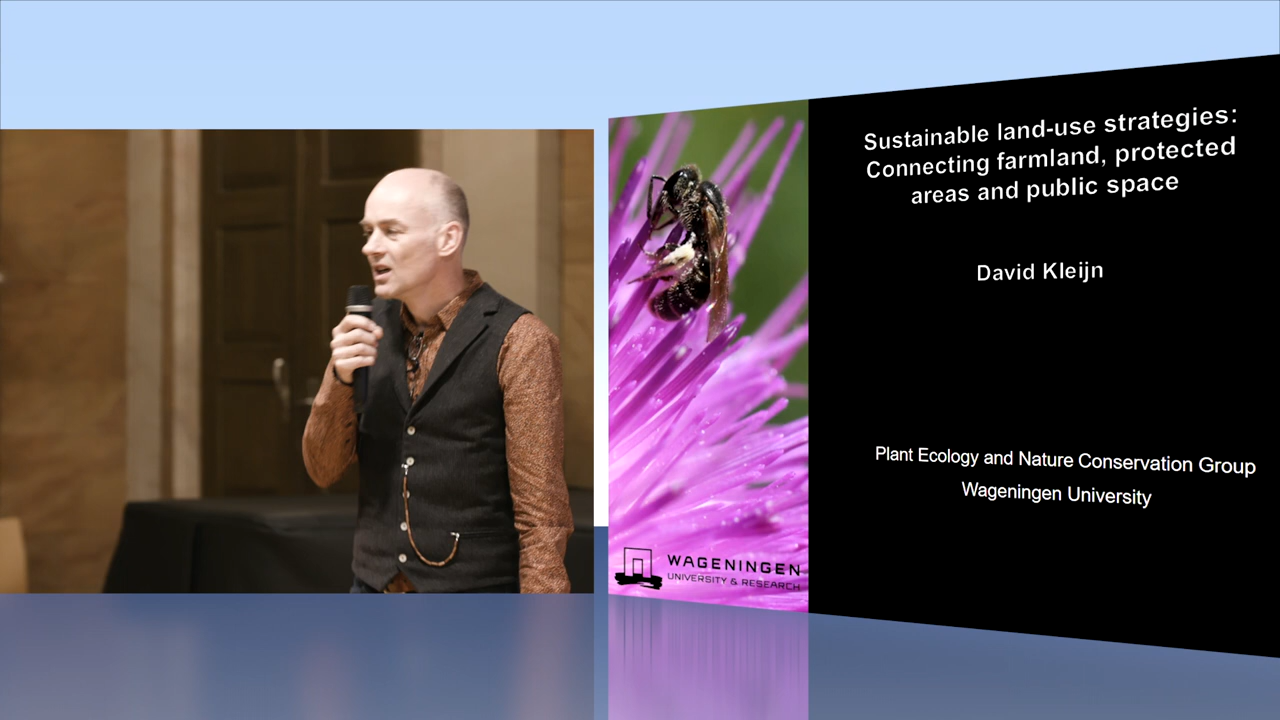 Sustainable land-use strategies:
Connecting farmland, protected
areas and public space
David Kleijn
Plant Ecology and Nature Conservation Group
Wageningen University
WAGENINGEN
UNIVERSITY & RESEARCH